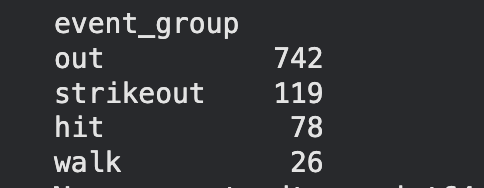 event_group
out 742
strikeout 119
hit 78
walk 26